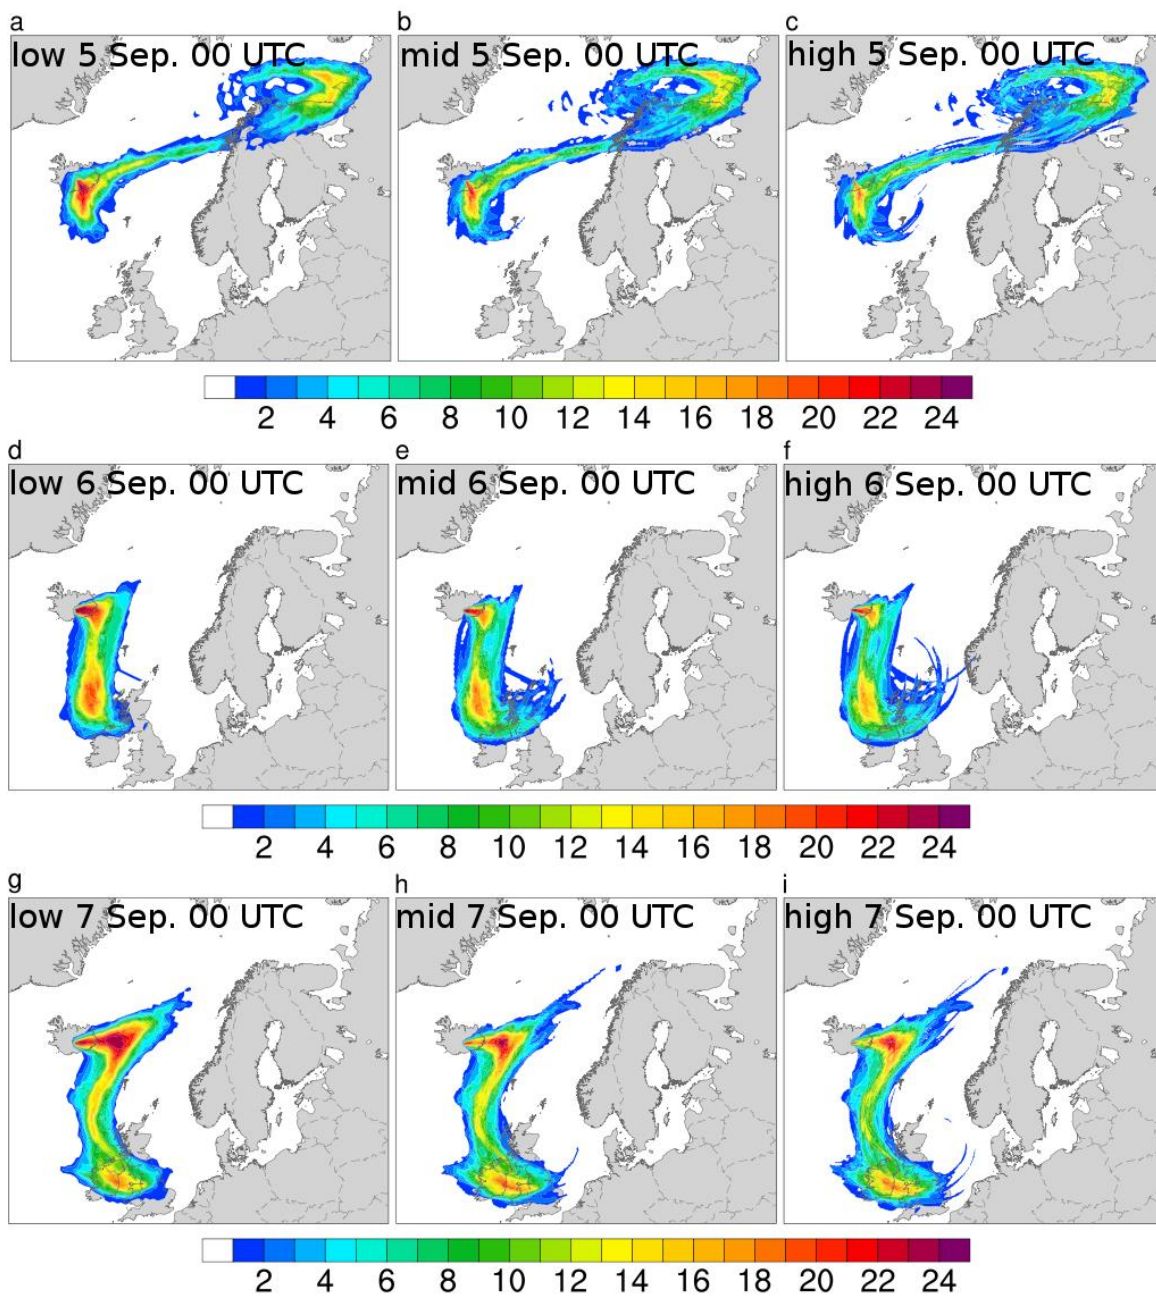 a b c
low 5 Sep. 00 UTC mid 5 Sep. 00 UTC high 5 Sep. 00 UTC
2 4 6 8 10 12 14 16 18 20 22 24
d e f
low 6 Sep. 00 UTC mid 6 Sep. 00 UTC high 6 Sep. 00 UTC
2 4 6 8 10 12 14 16 18 20 22 24
g h i
low 7 Sep. 00 UTC mid 7 Sep. 00 UTC high 7 Sep. 00 UTC
2 4 6 8 10 12 14 16 18 20 22 24